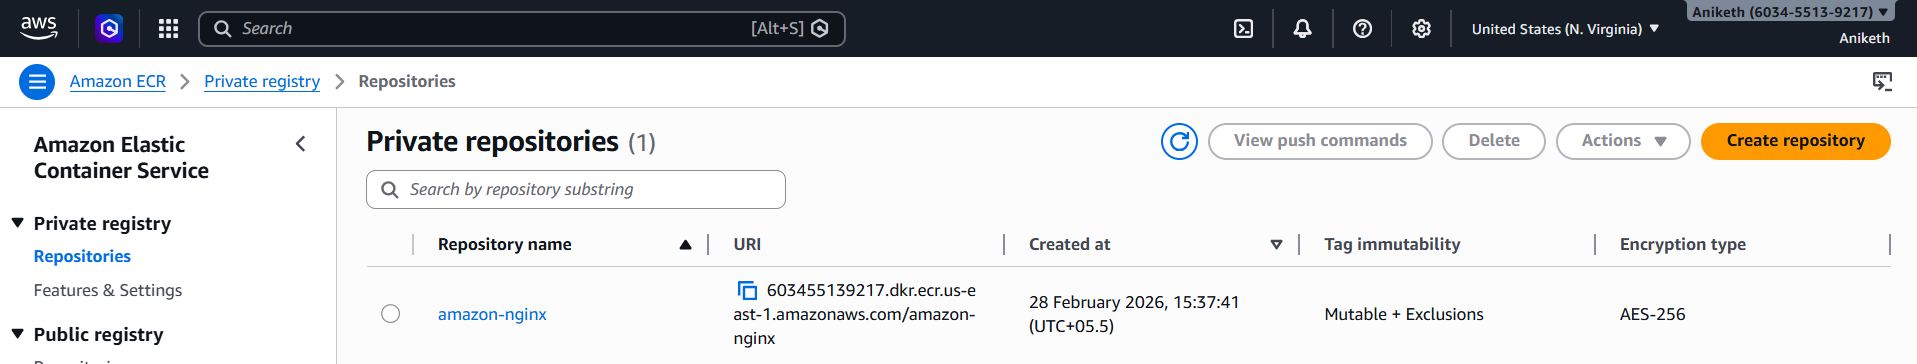 aws
Search
[Alt+S]
United States (N. Virginia)
Aniketh (6034-5513-9217)
Aniketh
Amazon ECR
Private registry
Repositories
Amazon Elastic
Container Service
Private registry
Repositories
Features & Settings
Public registry
Private repositories (1)
View push commands
Delete
Actions
Create repository
Search by repository substring
Repository name
URI
Created at
Tag immutability
Encryption type
amazon-nginx
603455139217.dkr.ecr.us-e
ast-1.amazonaws.com/amazon-
nginx
28 February 2026, 15:37:41
(UTC+05.5)
Mutable + Exclusions
AES-256